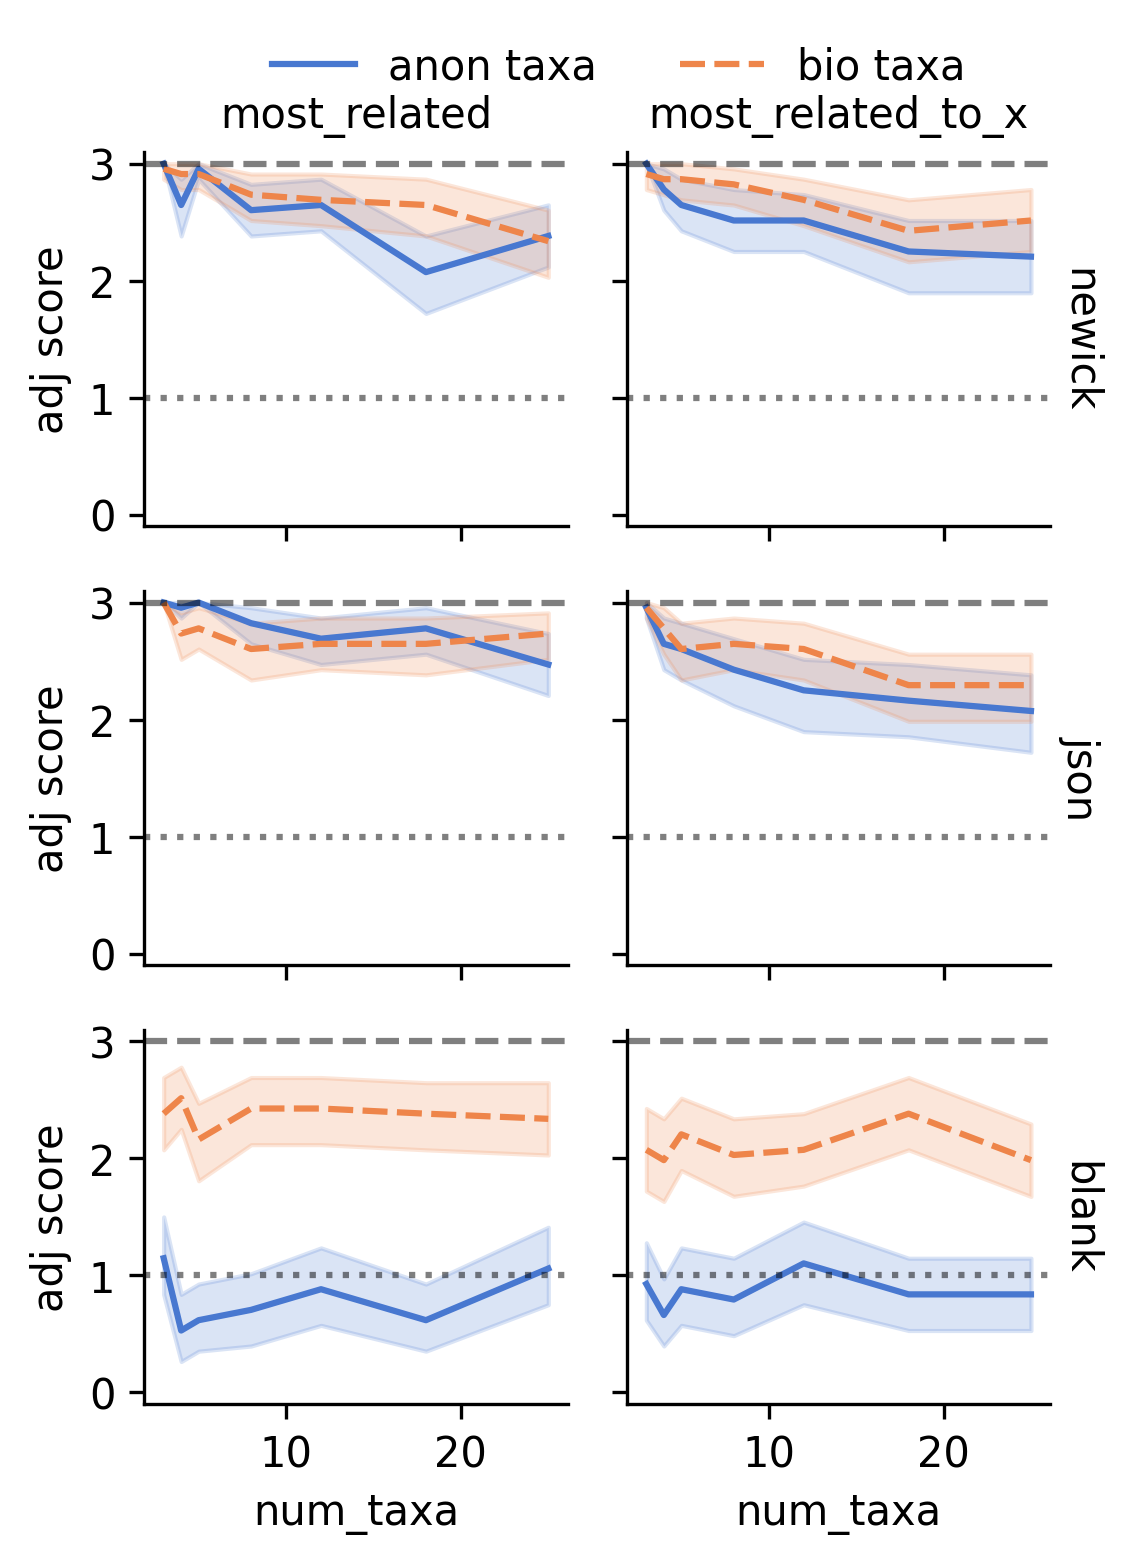 anon taxa bio taxa
most_related most_related_to_x
3
2
1
0
adj score
newick
3
2
1
0
adj score
json
3
2
1
0
adj score
blank
10 20 10 20
num_taxa num_taxa